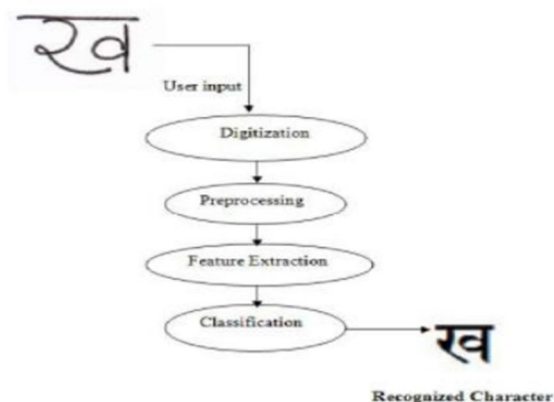 ख
User input
Digitization
Preprocessing
Feature Extraction
Classification
ख
Recognized Character